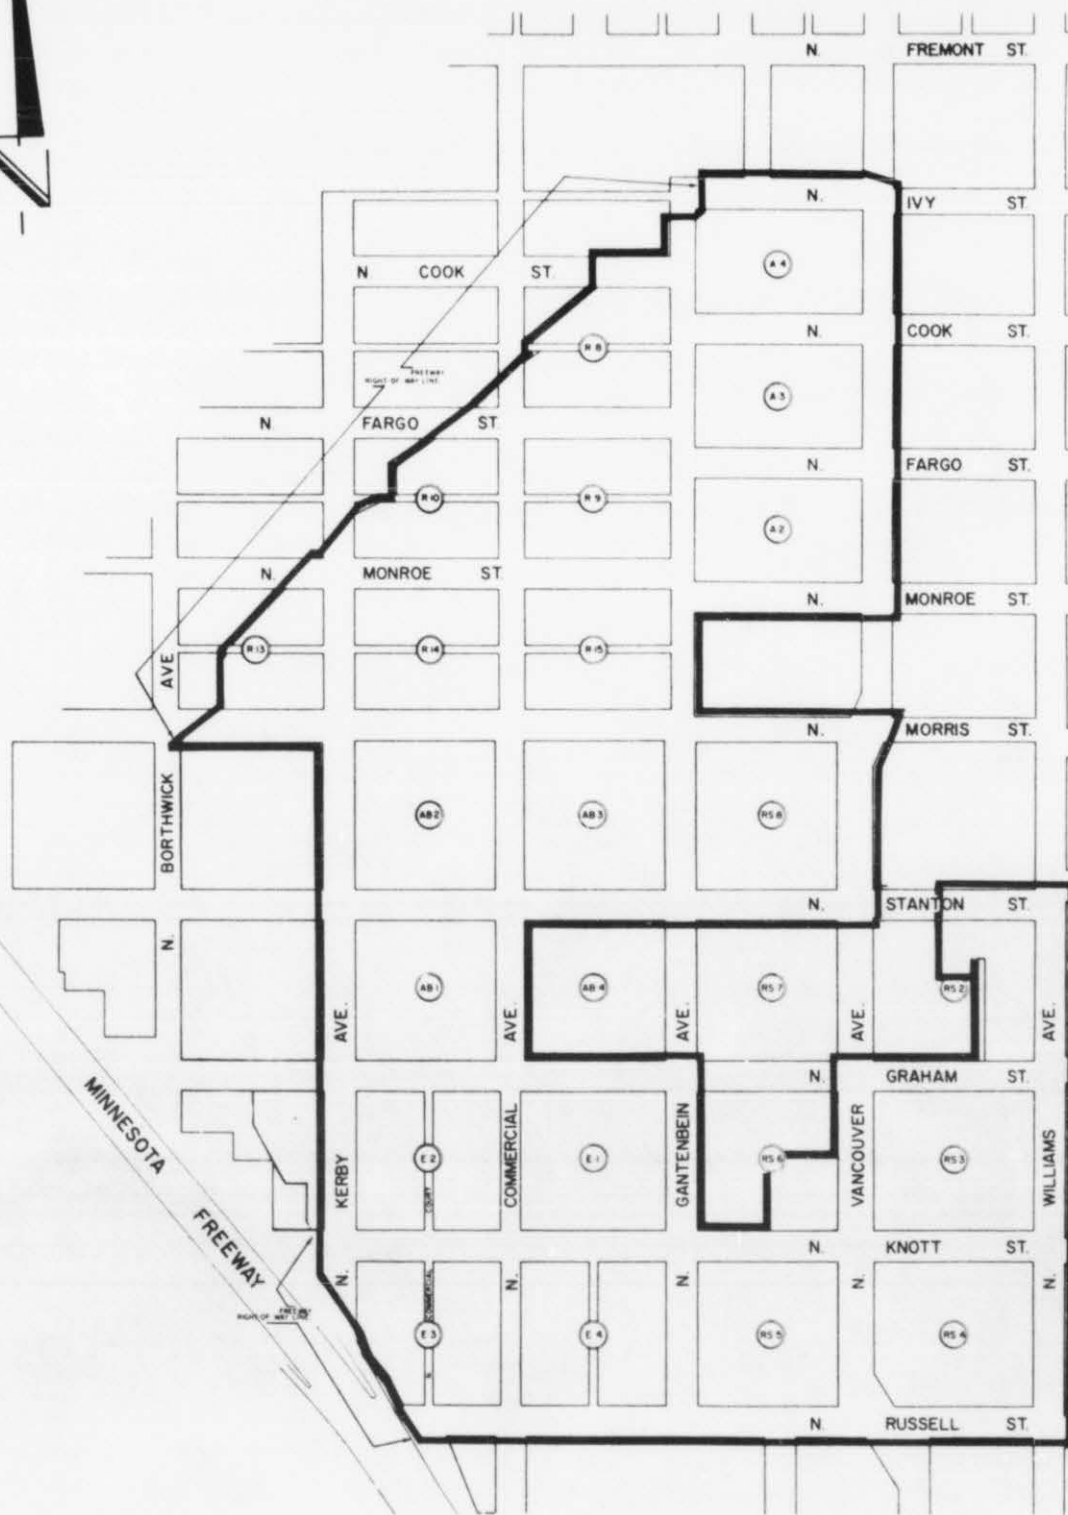 N. FREMONT ST.
N. IVY ST.
A 4
N COOK ST.
N. COOK ST.
R 8
FREEWAY
RIGHT-OF WAY LINE
A 3
N. FARGO ST
N. FARGO ST.
R 10
R 9
A 2
N. MONROE ST.
N. MONROE ST.
R 13
R 14
R 15
AVE
N. MORRIS ST.
BORTHWICK
AB 2
AB 3
RS 8
N. STANTON ST.
N.
AB 1
AB 4
RS 7
RS 2
AVE.
AVE.
AVE.
AVE.
AVE.
N. GRAHAM ST.
MINNESOTA
FREEWAY
KERBY
E 2
COURT
COMMERCIAL
E 1
GANTENBEIN
RS 6
VANCOUVER
RS 3
WILLIAMS
N. KNOTT ST.
N.
COMMERCIAL
N.
N.
N.
N.
FREEWAY
RIGHT-OF WAY LINE
E 3
E 4
RS 5
RS 4
N
N. RUSSELL ST.